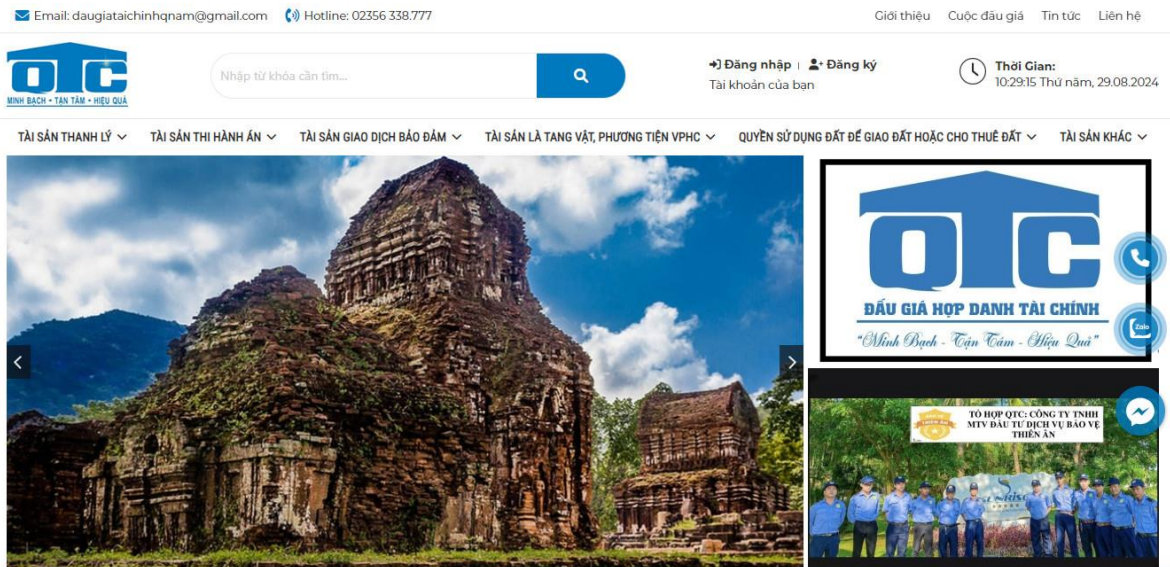 Email: daugiataichinhqnam@gmail.com
Hotline: 02356 338.777
Giới thiệu Cuộc đấu giá Tin tức Liên hệ
QTC
MINH BẠCH • TẬN TÂM • HIỆU QUẢ
Nhập từ khóa cần tìm...
Đăng nhập | Đăng ký
Tài khoản của bạn
Thời Gian:
10:29:15 Thứ năm, 29.08.2024
TÀI SẢN THANH LÝ TÀI SẢN THI HÀNH ÁN TÀI SẢN GIAO DỊCH BẢO ĐẢM TÀI SẢN LÀ TANG VẬT, PHƯƠNG TIỆN VPHC QUYỀN SỬ DỤNG ĐẤT ĐỂ GIAO ĐẤT HOẶC CHO THUÊ ĐẤT TÀI SẢN KHÁC
QTC
ĐẤU GIÁ HỢP DANH TÀI CHÍNH
"Minh Bạch - Tận Tâm - Hiệu Quả"
Zalo
THIÊN ÂN
TỔ HỢP QTC: CÔNG TY TNHH
MTV ĐẦU TƯ DỊCH VỤ BẢO VỆ
THIÊN ÂN